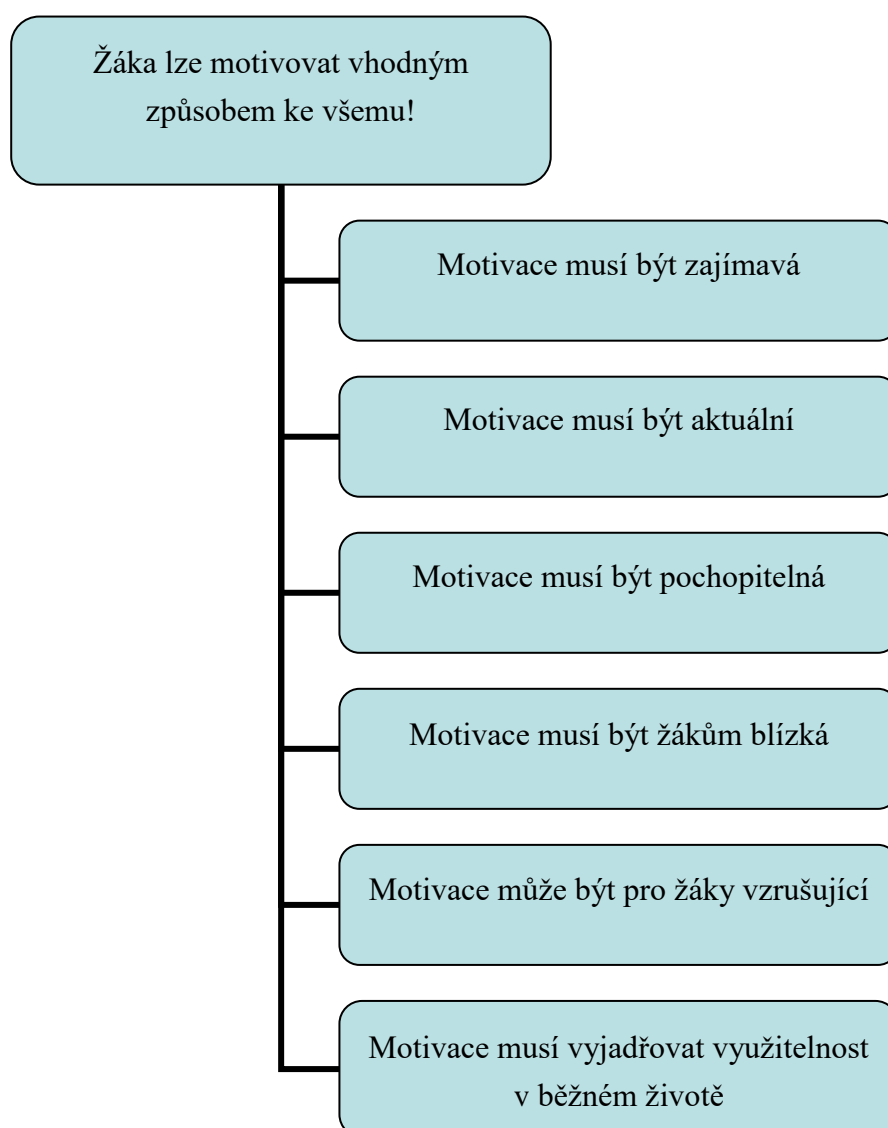 Žáka lze motivovat vhodným
způsobem ke všemu!
Motivace musí být zajímavá
Motivace musí být aktuální
Motivace musí být pochopitelná
Motivace musí být žákům blízká
Motivace může být pro žáky vzrušující
Motivace musí vyjadřovat využitelnost
v běžném životě